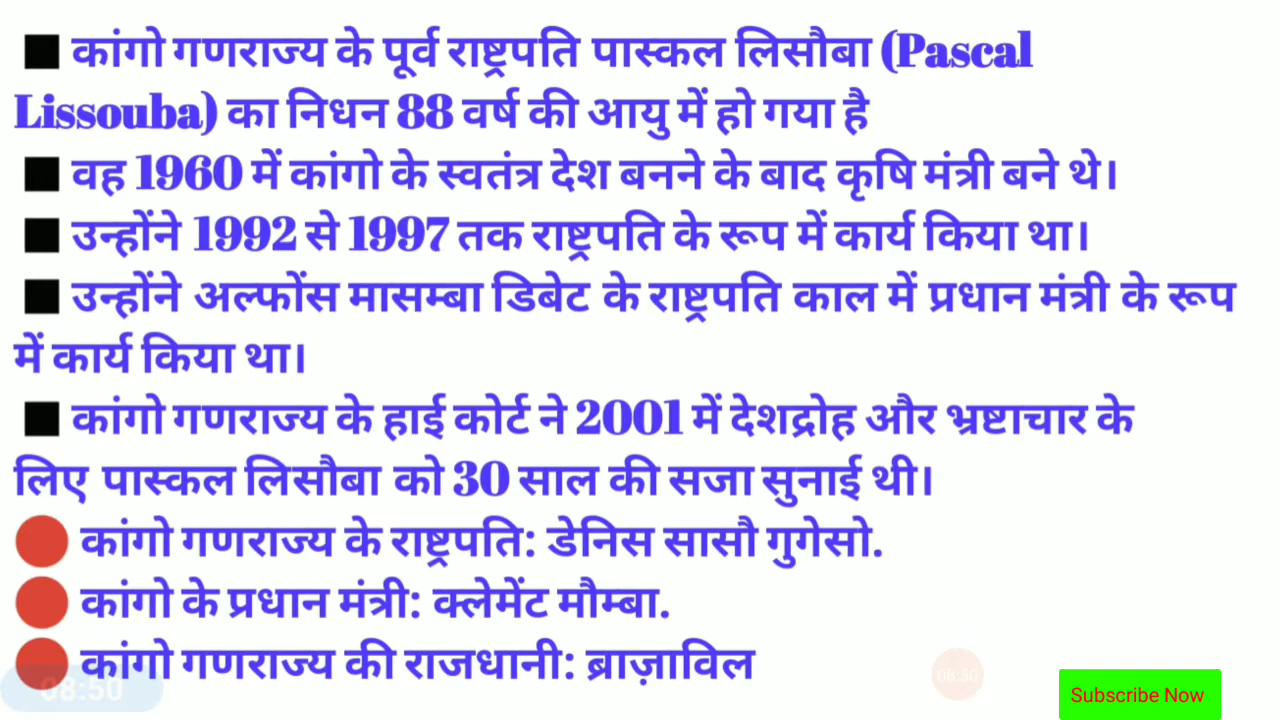 कांगो गणराज्य के पूर्व राष्ट्रपति पास्कल लिसौबा (Pascal
Lissouba) का निधन 88 वर्ष की आयु में हो गया है
वह 1960 में कांगो के स्वतंत्र देश बनने के बाद कृषि मंत्री बने थे।
उन्होंने 1992 से 1997 तक राष्ट्रपति के रूप में कार्य किया था।
उन्होंने अल्फोंस मासम्बा डिबेट के राष्ट्रपति काल में प्रधान मंत्री के रूप
में कार्य किया था।
कांगो गणराज्य के हाई कोर्ट ने 2001 में देशद्रोह और भ्रष्टाचार के
लिए पास्कल लिसौबा को 30 साल की सजा सुनाई थी।
कांगो गणराज्य के राष्ट्रपति: डेनिस सासौ गुगेसो.
कांगो के प्रधान मंत्री: क्लेमेंट मौम्बा.
कांगो गणराज्य की राजधानी: ब्राज़ाविल
08:50
08:50
Subscribe Now